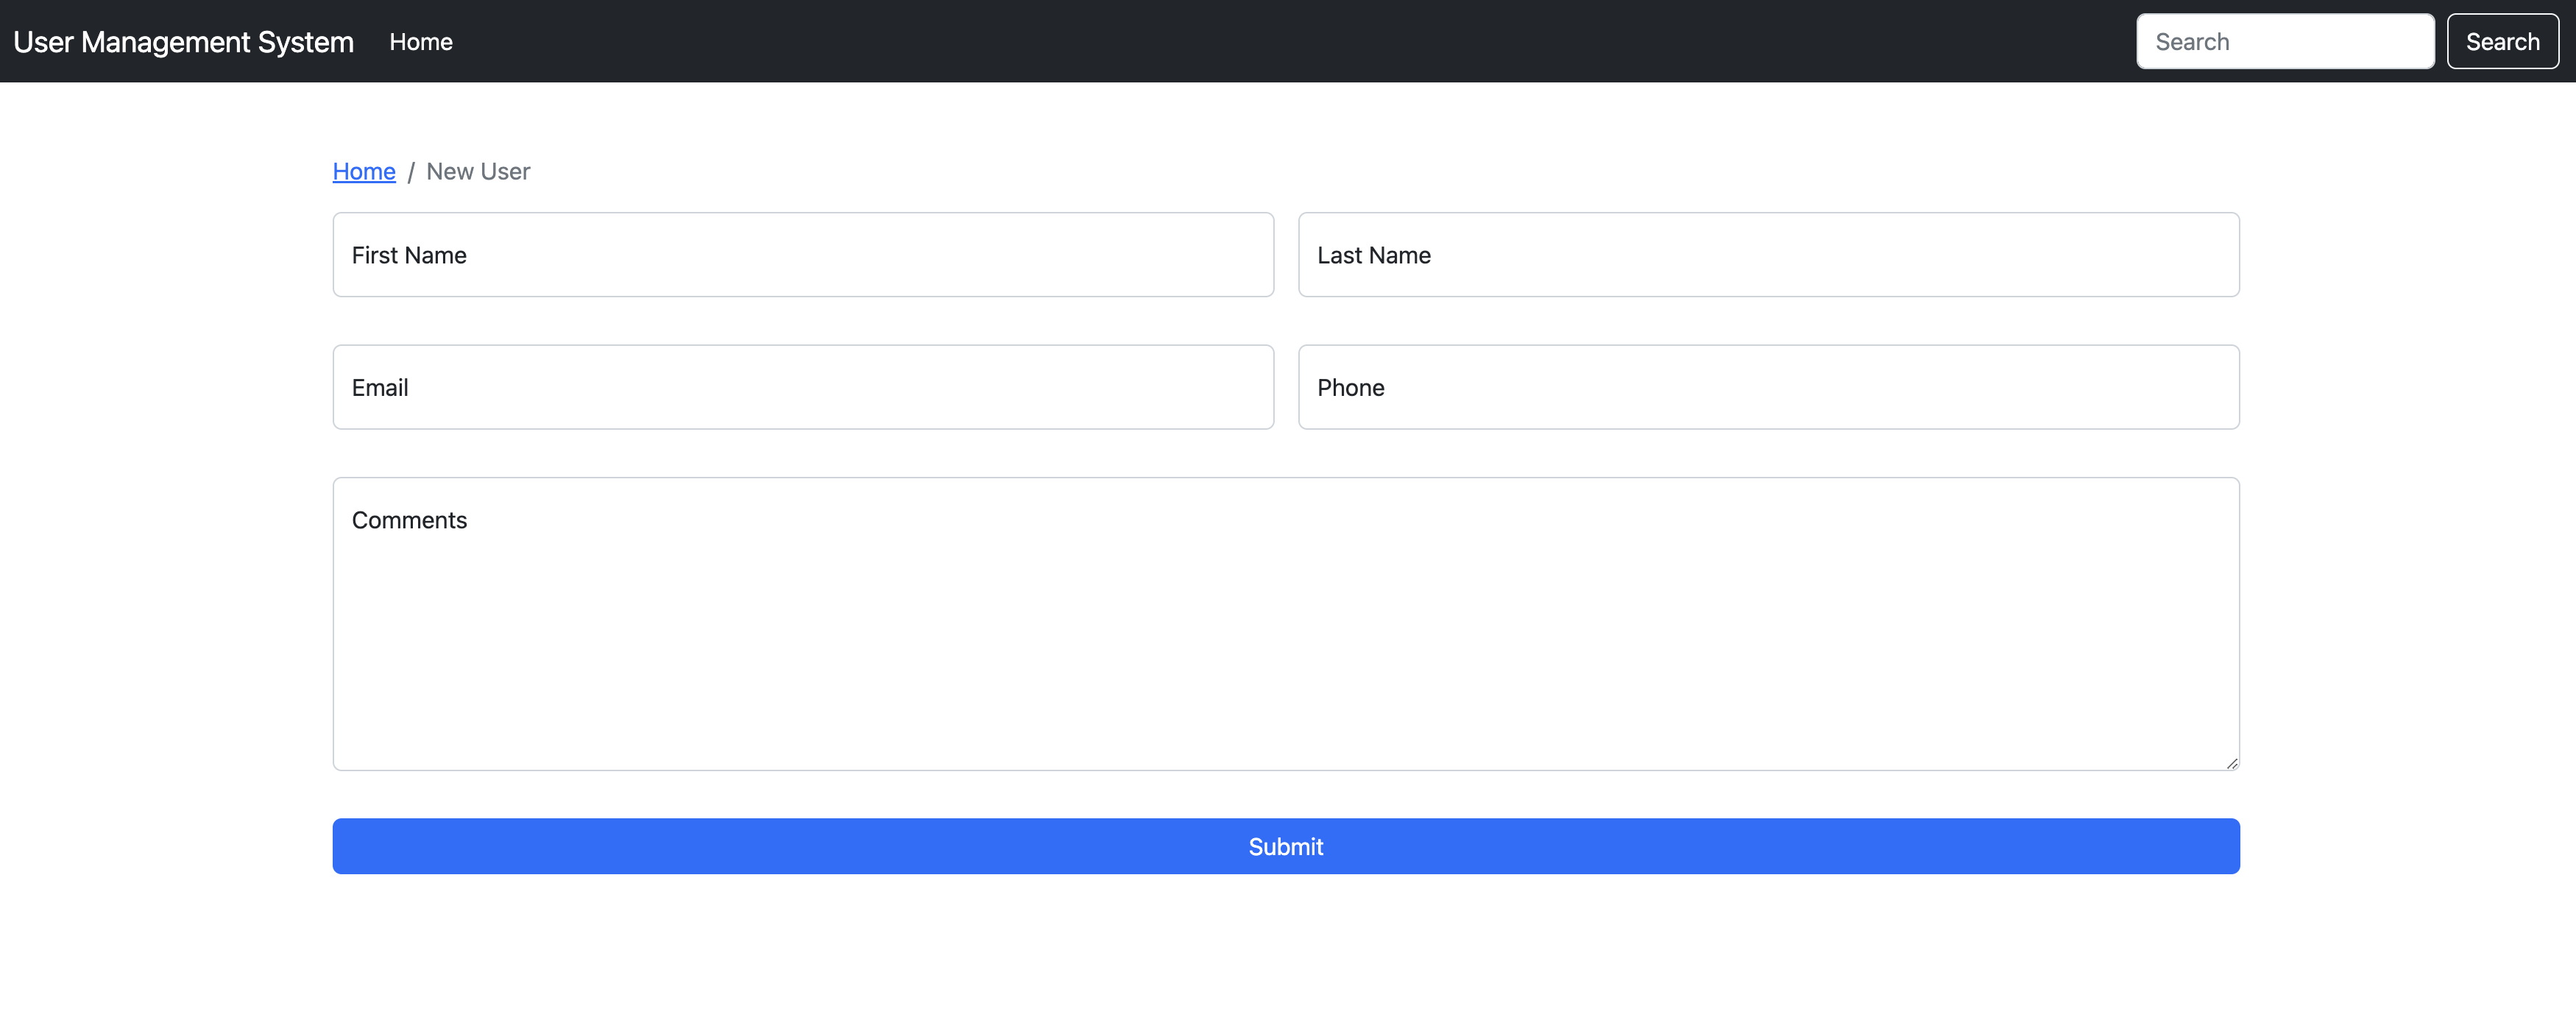 User Management System Home Search Search
Home / New User
First Name Last Name
Email Phone
Comments
Submit